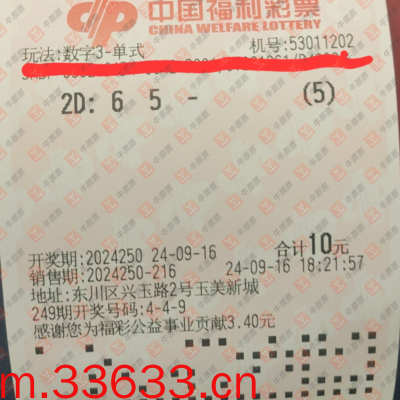 中国福利彩票
CHINA WELFARE LOTTERY
玩法:数字3-单式 机号:53011202
2D: 6 5 - (5)
开奖期:2024250 24-09-16 合计10元
销售期:2024250-216 24-09-16 18:21:57
地址:东川区兴玉路2号玉美新城
249期开奖号码:4-4-9
感谢您为福彩公益事业贡献3.40元
m.33633.cn